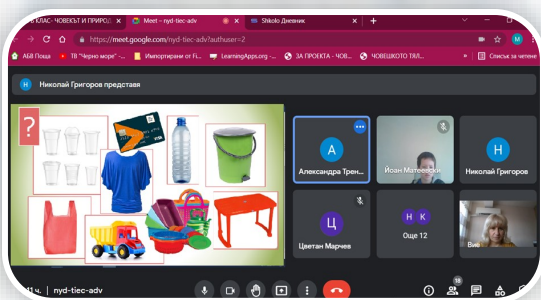 КЛАС- ЧОВЕКЪТ И ПРИРОД
Meet – nyd-tiec-adv
Shkolo Дневник
https://meet.google.com/nyd-tiec-adv?authuser=2
АБВ Поща
ТВ "Черно море" -...
Импортирани от Fi...
LearningApps.org -...
ЗА ПРОЕКТА - ЧОВ...
ЧОВЕШКОТО ТЯЛ...
Списък за четене
Н
Николай Григоров представя
?
А
Александра Трен...
Йоан Матеевски
Н
Николай Григоров
Ц
Цветан Марчев
Н К
Още 12
Вие
ч. | nyd-tiec-adv
18